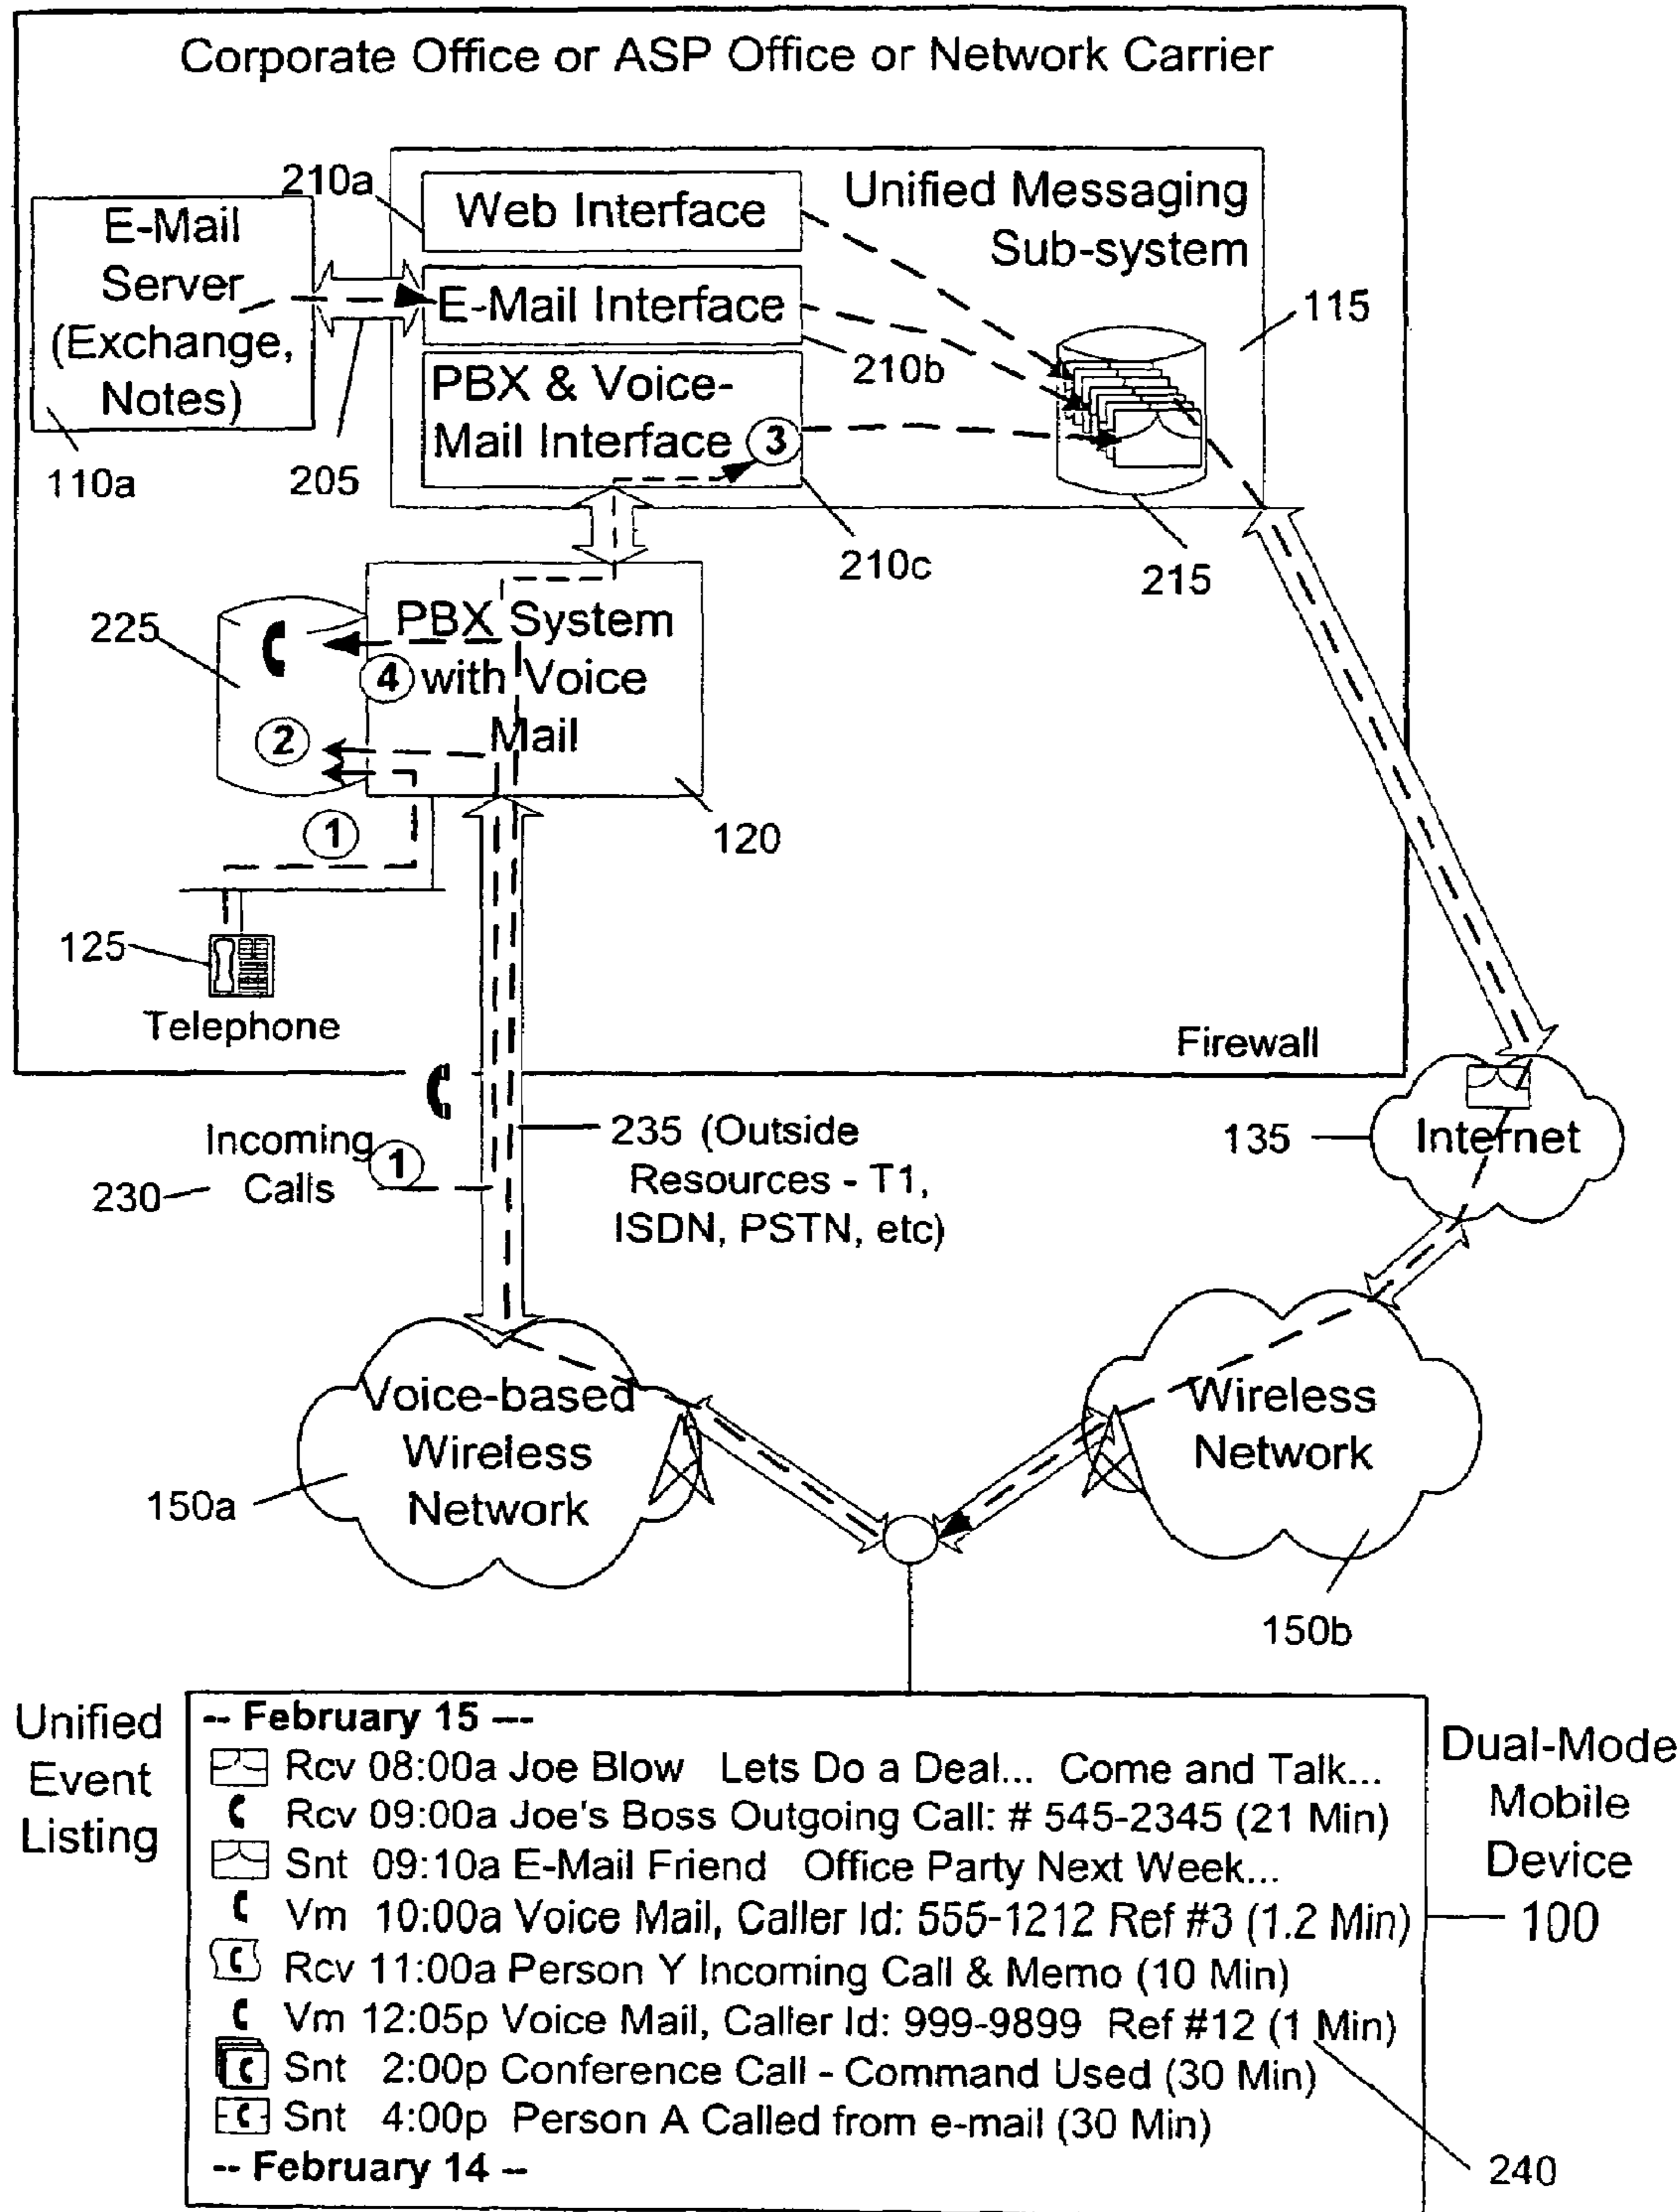 Corporate Office or ASP Office or Network Carrier
210a
Web Interface
Unified Messaging
Sub-system
E-Mail
Server
(Exchange,
Notes)
E-Mail Interface
115
210b
PBX & Voice-
Mail Interface
3
110a
205
210c
215
225
PBX System
4
with Voice
Mail
2
1
120
125
Telephone
Firewall
Incoming
Calls
1
230
235 (Outside
Resources - T1,
ISDN, PSTN, etc)
135
Internet
Voice-based
Wireless
Network
150a
Wireless
Network
150b
Unified
Event
Listing
-- February 15 ---
Rcv 08:00a Joe Blow Lets Do a Deal... Come and Talk...
Rcv 09:00a Joe's Boss Outgoing Call: # 545-2345 (21 Min)
Snt 09:10a E-Mail Friend Office Party Next Week...
Vm 10:00a Voice Mail, Caller Id: 555-1212 Ref #3 (1.2 Min)
Rcv 11:00a Person Y Incoming Call & Memo (10 Min)
Vm 12:05p Voice Mail, Caller Id: 999-9899 Ref #12 (1 Min)
Snt 2:00p Conference Call - Command Used (30 Min)
Snt 4:00p Person A Called from e-mail (30 Min)
-- February 14 --
Dual-Mode
Mobile
Device
100
240